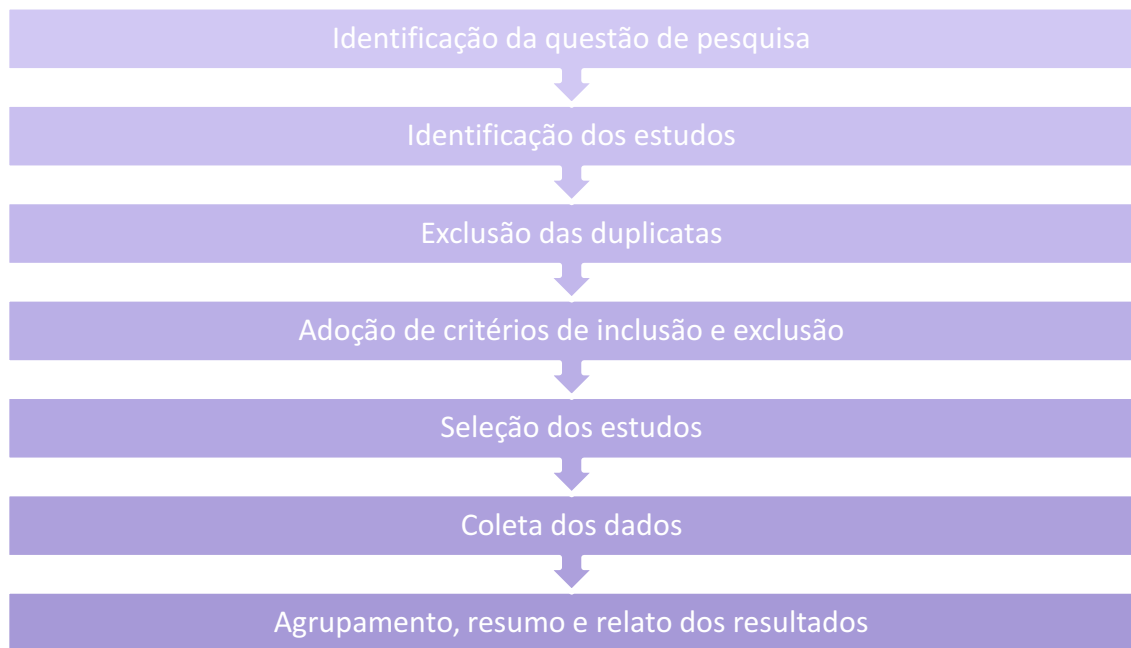 Identificação da questão de pesquisa
Identificação dos estudos
Exclusão das duplicatas
Adoção de critérios de inclusão e exclusão
Seleção dos estudos
Coleta dos dados
Agrupamento, resumo e relato dos resultados